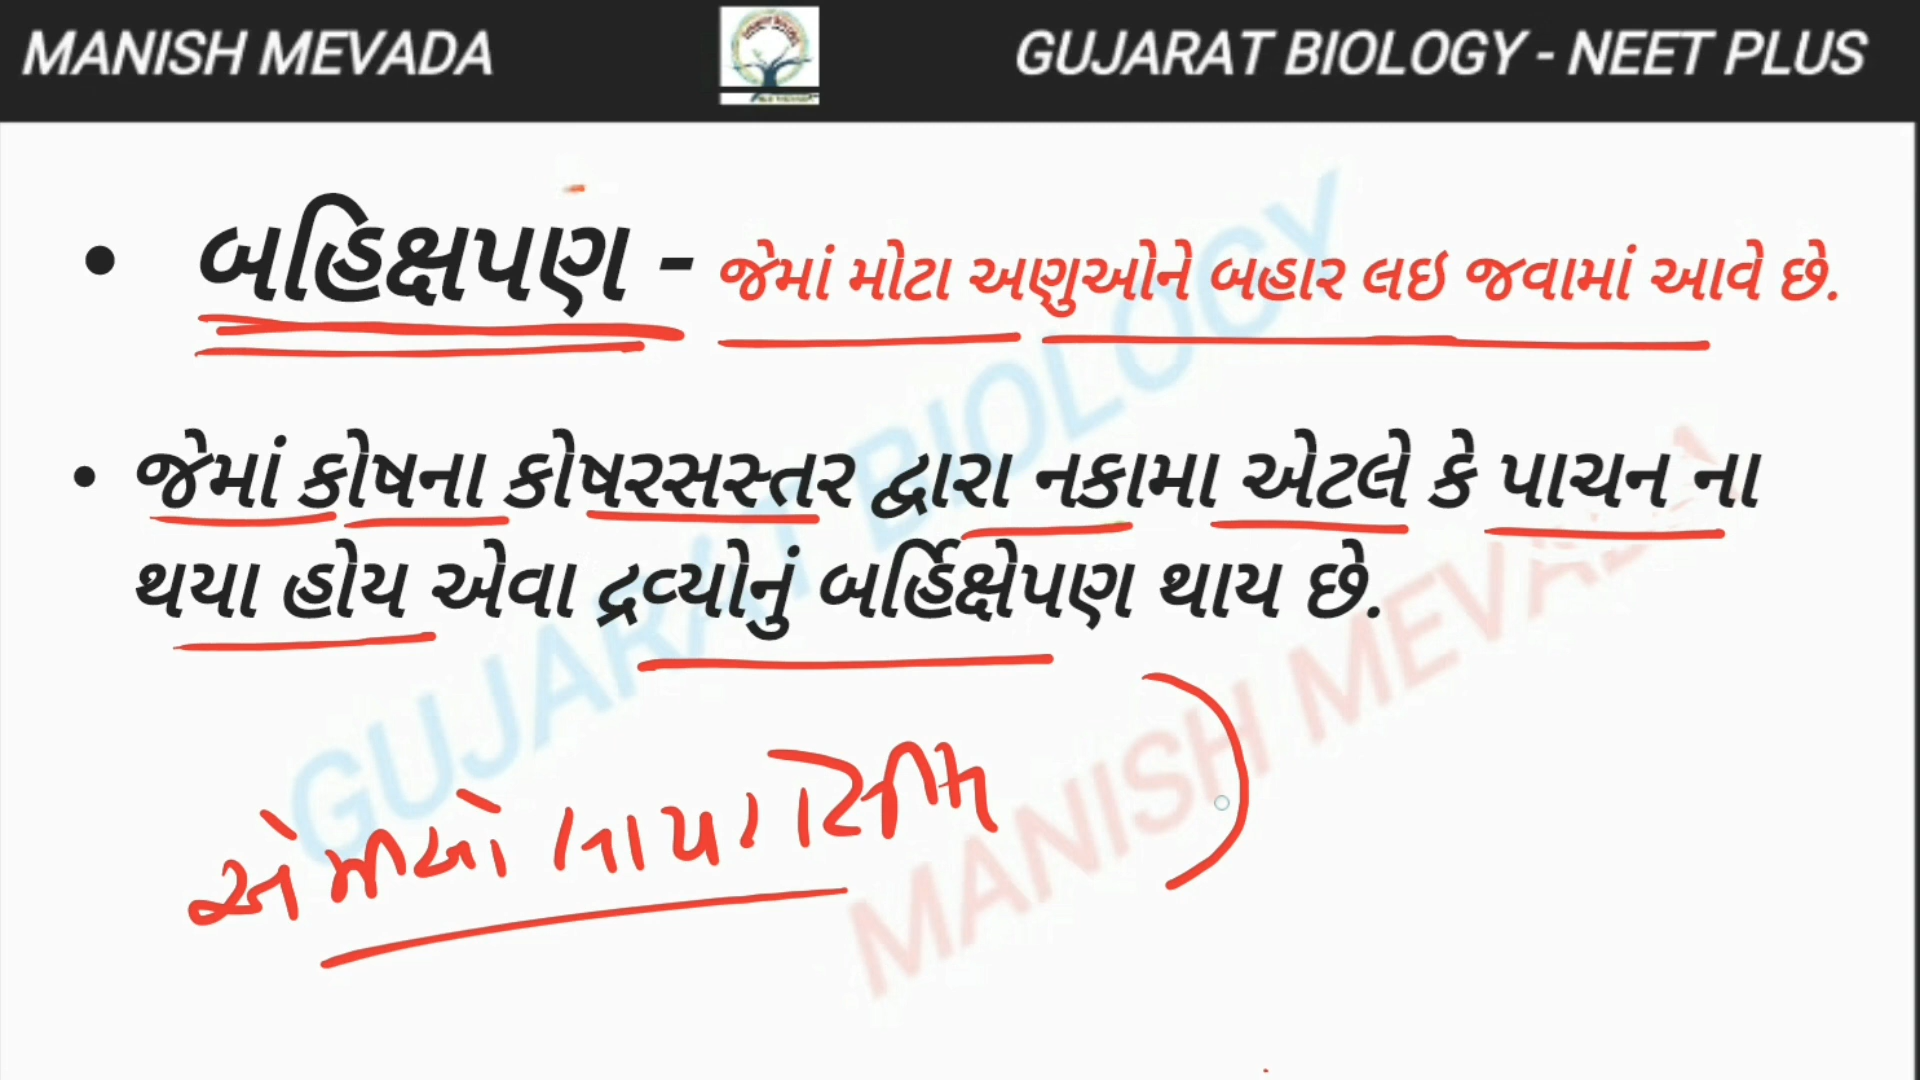 MANISH MEVADA
GUJARAT BIOLOGY - NEET PLUS
• બહિક્ષપણ - જેમાં મોટા અણુઓને બહાર લઇ જવામાં આવે છે.
• જેમાં કોષના કોષરસસ્તર દ્વારા નકામા એટલે કે પાચન ના
થયા હોય એવા દ્રવ્યોનું બર્હિક્ષેપણ થાય છે.
GUJARAT BIOLOGY
MANISH MEVADA